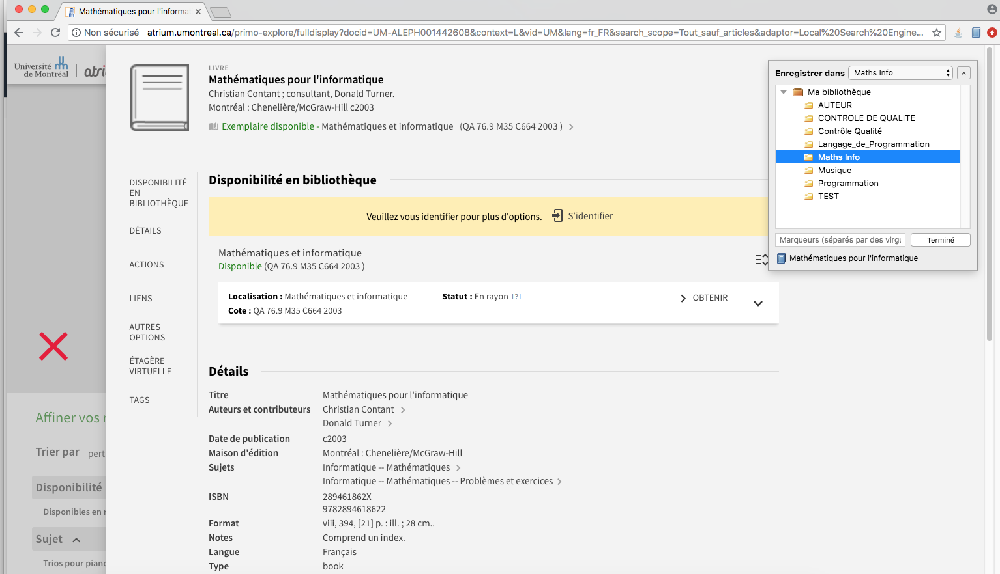 Mathématiques pour l'informat
Non sécurisé
atrium.umontreal.ca/primo-explore/fulldisplay?docid=UM-ALEPH001442608&context=L&vid=UM&lang=fr_FR&search_scope=Tout_sauf_articles&adaptor=Local%20Search%20Engine...
Université
de Montréal
LIVRE
Mathématiques pour l'informatique
Christian Contant ; consultant, Donald Turner.
Montréal : Chenelière/McGraw-Hill c2003
Exemplaire disponible - Mathématiques et informatique (QA 76.9 M35 C664 2003 )
Enregistrer dans Maths Info
Ma bibliothèque
AUTEUR
CONTROLE DE QUALITE
Contrôle Qualité
Langage_de_Programmation
Maths Info
Musique
Programmation
TEST
Marqueurs (séparés par des virgu
Terminé
Mathématiques pour l'informatique
DISPONIBILITÉ
EN
BIBLIOTHÈQUE
DÉTAILS
ACTIONS
LIENS
AUTRES
OPTIONS
ÉTAGÈRE
VIRTUELLE
TAGS
Disponibilité en bibliothèque
Veuillez vous identifier pour plus d'options. S'identifier
Mathématiques et informatique
Disponible (QA 76.9 M35 C664 2003 )
Localisation : Mathématiques et informatique
Cote : QA 76.9 M35 C664 2003
Statut : En rayon [?]
OBTENIR
Détails
Titre Mathématiques pour l'informatique
Auteurs et contributeurs Christian Contant
Donald Turner
Date de publication c2003
Maison d'édition Montréal : Chenelière/McGraw-Hill
Sujets Informatique -- Mathématiques
Informatique -- Mathématiques -- Problèmes et exercices
ISBN 289461862X
9782894618622
Format viii, 394, [21] p. : ill. ; 28 cm..
Notes Comprend un index.
Langue Français
Type book
Affiner vos r
Trier par pert
Disponibilité
Disponibles en r
Sujet
Trios pour piano